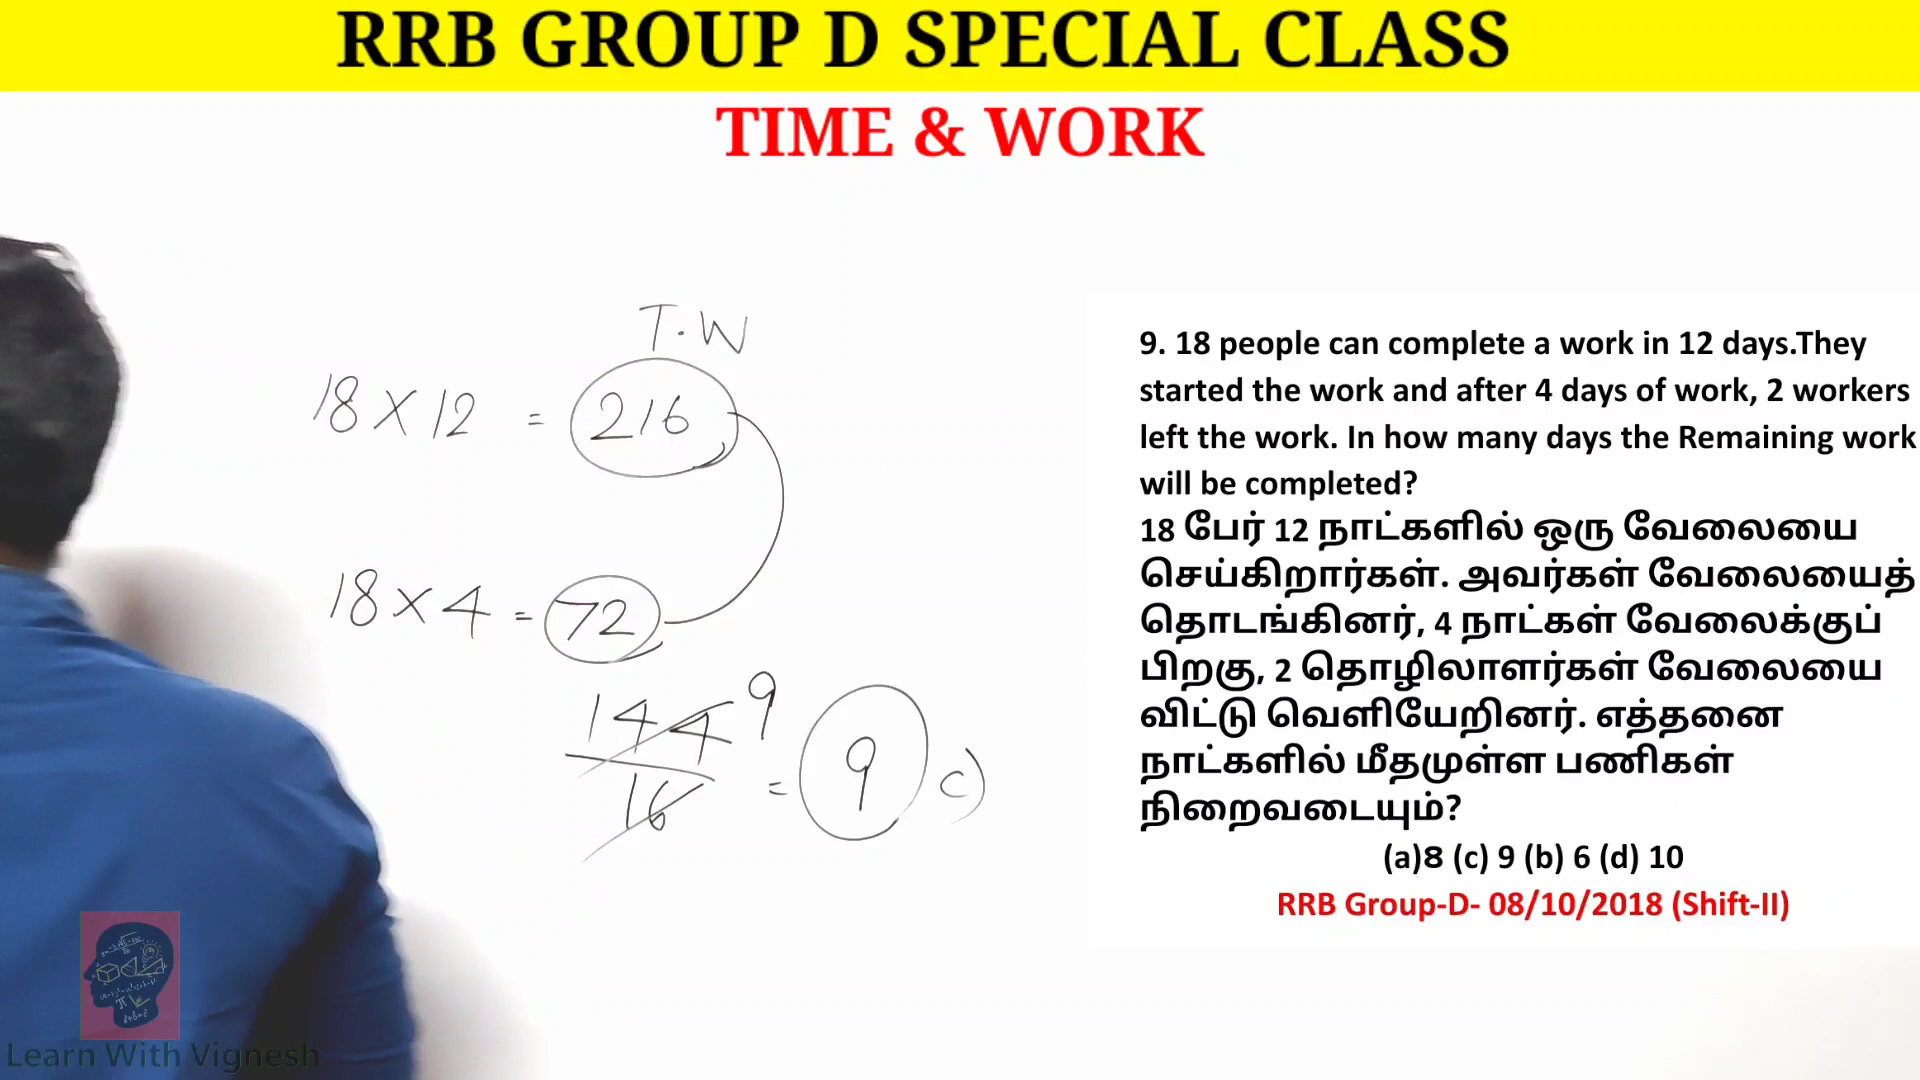 RRB GROUP D SPECIAL CLASS
TIME & WORK
T.W
18 X 12 = 216
18 X 4 = 72
144 9
16 = 9 c)
9. 18 people can complete a work in 12 days.They
started the work and after 4 days of work, 2 workers
left the work. In how many days the Remaining work
will be completed?
18 பேர் 12 நாட்களில் ஒரு வேலையை
செய்கிறார்கள். அவர்கள் வேலையைத்
தொடங்கினர், 4 நாட்கள் வேலைக்குப்
பிறகு, 2 தொழிலாளர்கள் வேலையை
விட்டு வெளியேறினர். எத்தனை
நாட்களில் மீதமுள்ள பணிகள்
நிறைவடையும்?
(a)8 (c) 9 (b) 6 (d) 10
RRB Group-D- 08/10/2018 (Shift-II)
Learn With Vignesh